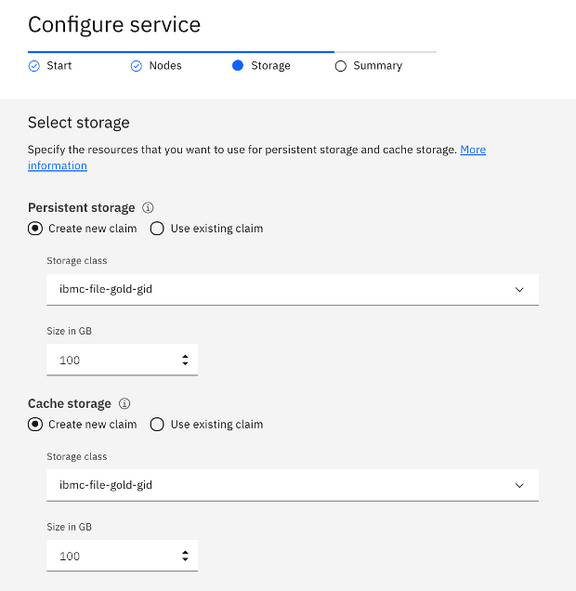 Configure service
Start Nodes Storage Summary
Select storage
Specify the resources that you want to use for persistent storage and cache storage. More
information
Persistent storage
Create new claim Use existing claim
Storage class
ibmc-file-gold-gid
Size in GB
100
Cache storage
Create new claim Use existing claim
Storage class
ibmc-file-gold-gid
Size in GB
100